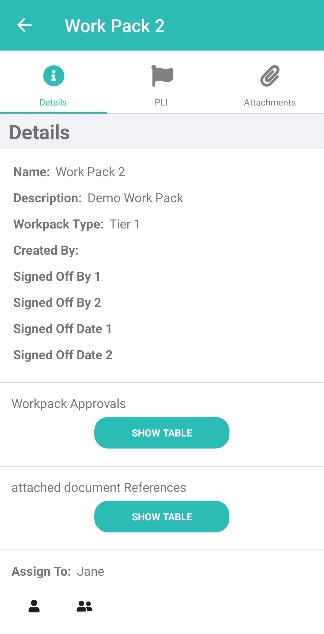 Work Pack 2
Details
PLI
Attachments
Details
Name: Work Pack 2
Description: Demo Work Pack
Workpack Type: Tier 1
Created By:
Signed Off By 1
Signed Off By 2
Signed Off Date 1
Signed Off Date 2
Workpack Approvals
SHOW TABLE
attached document References
SHOW TABLE
Assign To: Jane